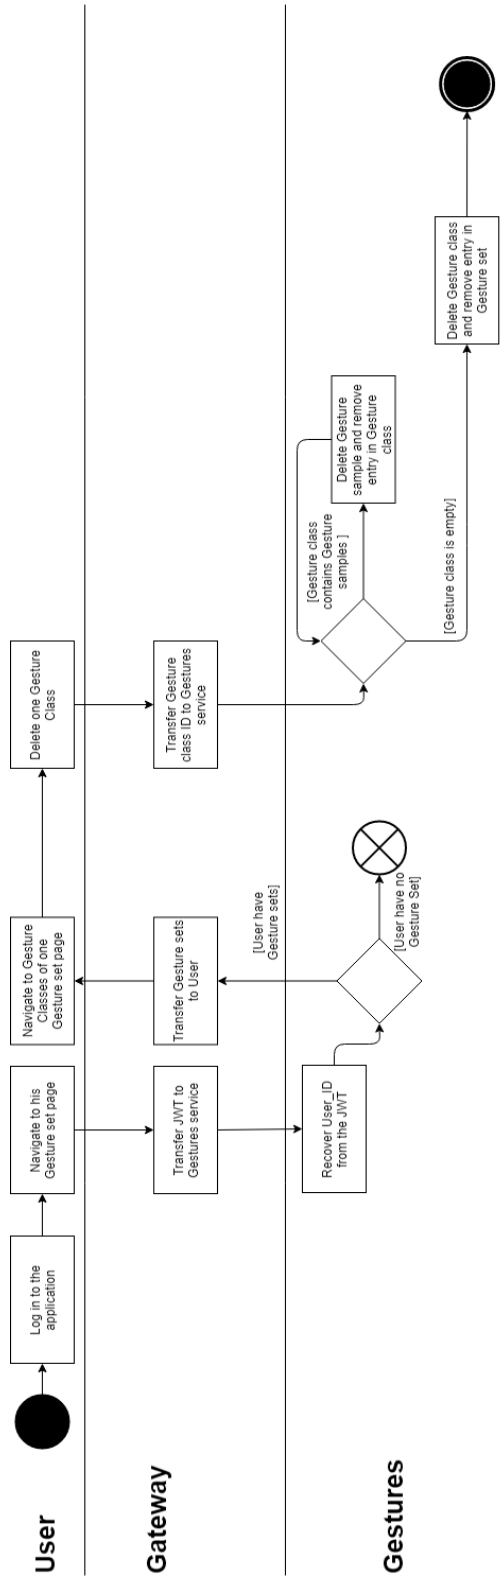 User
Log in to the
application
Navigate to his
Gesture set page
Navigate to Gesture
Classes of one
Gesture set page
Delete one Gesture
Class
Gateway
Transfer JWT to
Gestures service
Transfer Gesture sets
to User
[User have
Gesture sets]
Transfer Gesture
class ID to Gestures
service
Gestures
Recover User_ID
from the JWT
[User have no
Gesture Set]
[Gesture class
contains Gesture
samples ]
Delete Gesture
sample and remove
entry in Gesture
class
[Gesture class is empty]
Delete Gesture class
and remove entry in
Gesture set